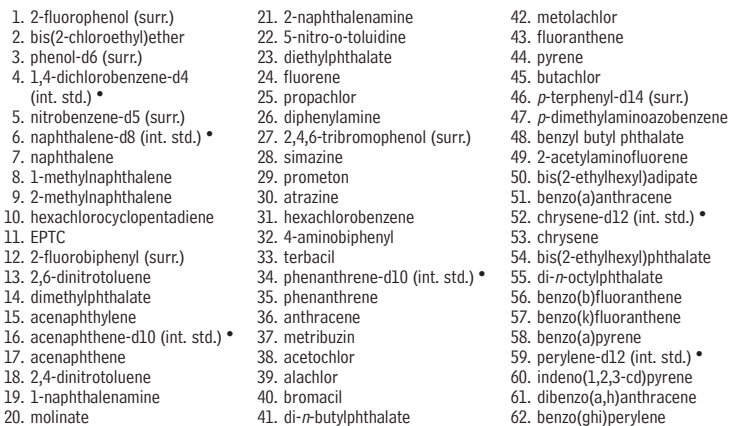 1. 2-fluorophenol (surr.)
2. bis(2-chloroethyl)ether
3. phenol-d6 (surr.)
4. 1,4-dichlorobenzene-d4
(int. std.) •
5. nitrobenzene-d5 (surr.)
6. naphthalene-d8 (int. std.) •
7. naphthalene
8. 1-methylnaphthalene
9. 2-methylnaphthalene
10. hexachlorocyclopentadiene
11. EPTC
12. 2-fluorobiphenyl (surr.)
13. 2,6-dinitrotoluene
14. dimethylphthalate
15. acenaphthylene
16. acenaphthene-d10 (int. std.) •
17. acenaphthene
18. 2,4-dinitrotoluene
19. 1-naphthalenamine
20. molinate
21. 2-naphthalenamine
22. 5-nitro-o-toluidine
23. diethylphthalate
24. fluorene
25. propachlor
26. diphenylamine
27. 2,4,6-tribromophenol (surr.)
28. simazine
29. prometon
30. atrazine
31. hexachlorobenzene
32. 4-aminobiphenyl
33. terbacil
34. phenanthrene-d10 (int. std.) •
35. phenanthrene
36. anthracene
37. metribuzin
38. acetochlor
39. alachlor
40. bromacil
41. di-n-butylphthalate
42. metolachlor
43. fluoranthene
44. pyrene
45. butachlor
46. p-terphenyl-d14 (surr.)
47. p-dimethylaminoazobenzene
48. benzyl butyl phthalate
49. 2-acetylaminofluorene
50. bis(2-ethylhexyl)adipate
51. benzo(a)anthracene
52. chrysene-d12 (int. std.) •
53. chrysene
54. bis(2-ethylhexyl)phthalate
55. di-n-octylphthalate
56. benzo(b)fluoranthene
57. benzo(k)fluoranthene
58. benzo(a)pyrene
59. perylene-d12 (int. std.) •
60. indeno(1,2,3-cd)pyrene
61. dibenzo(a,h)anthracene
62. benzo(ghi)perylene